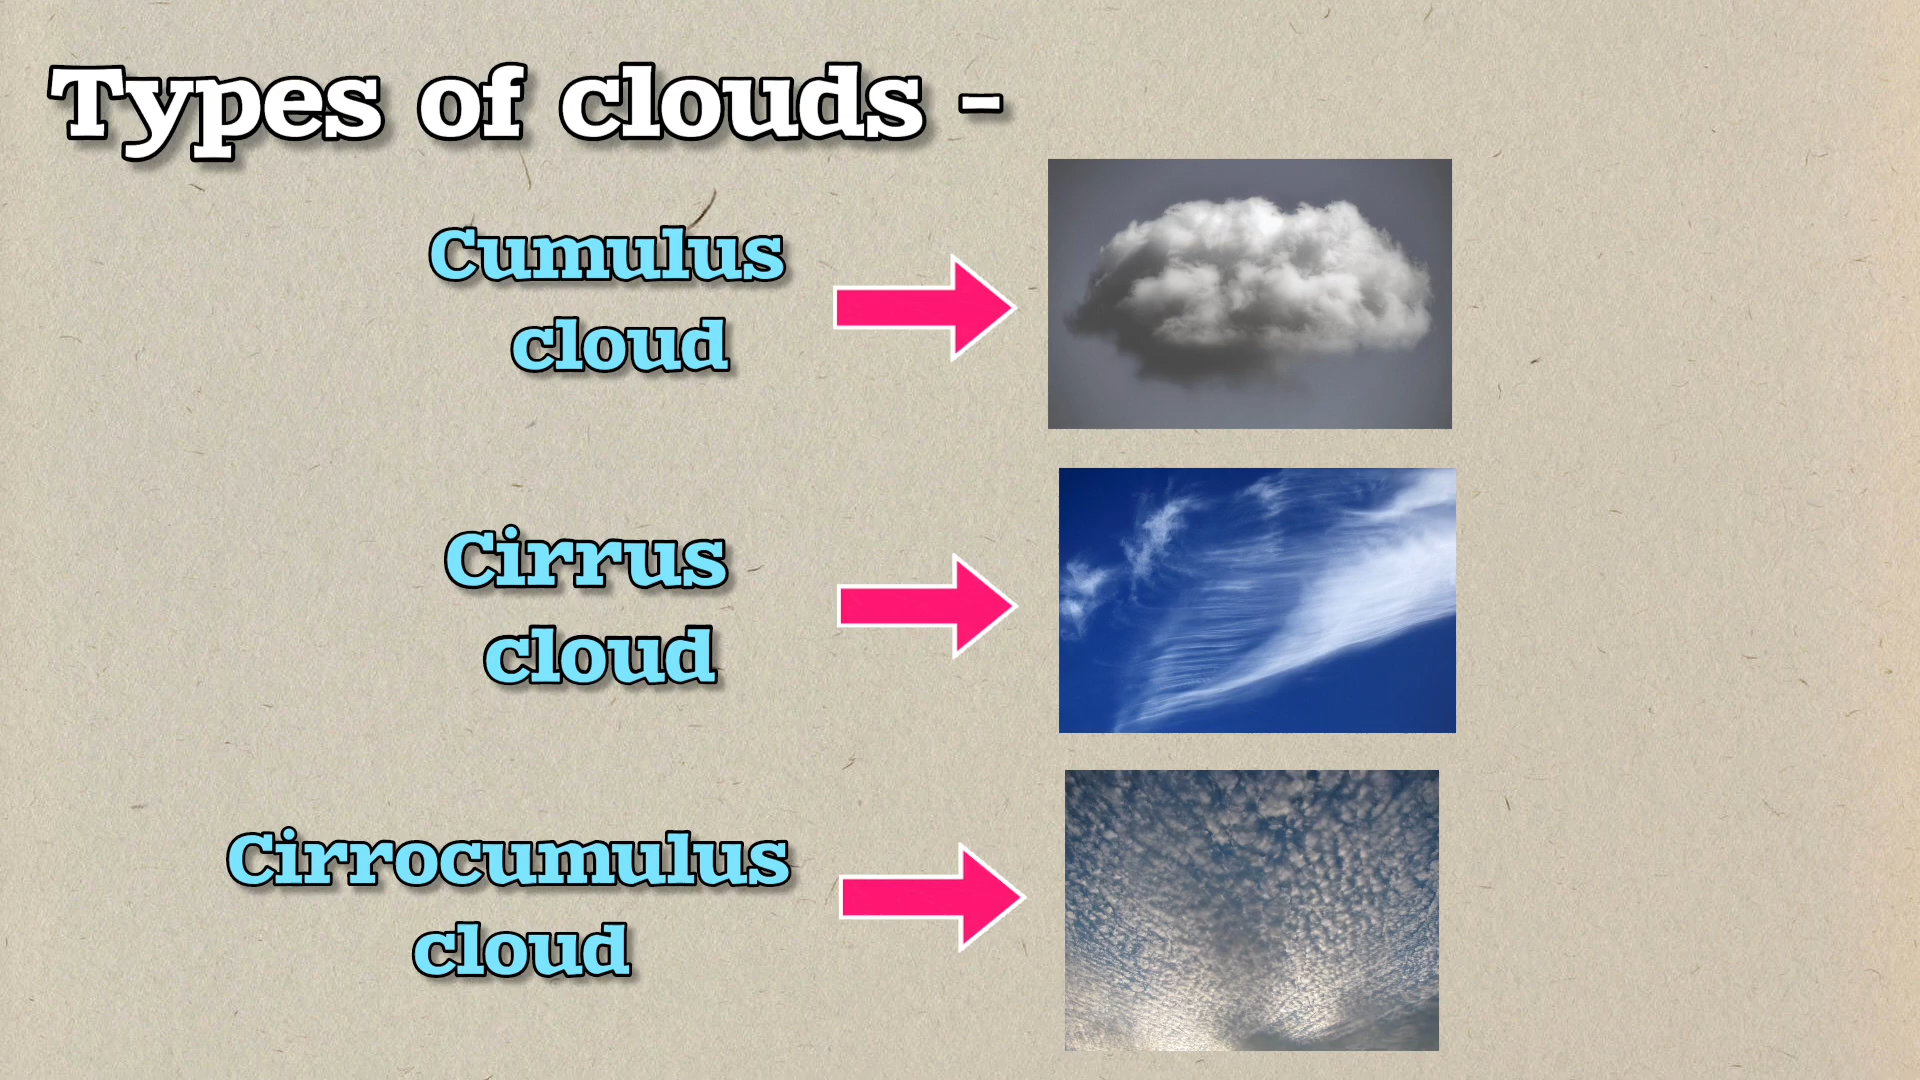 Types of clouds -
Cumulus
cloud
Cirrus
cloud
Cirrocumulus
cloud